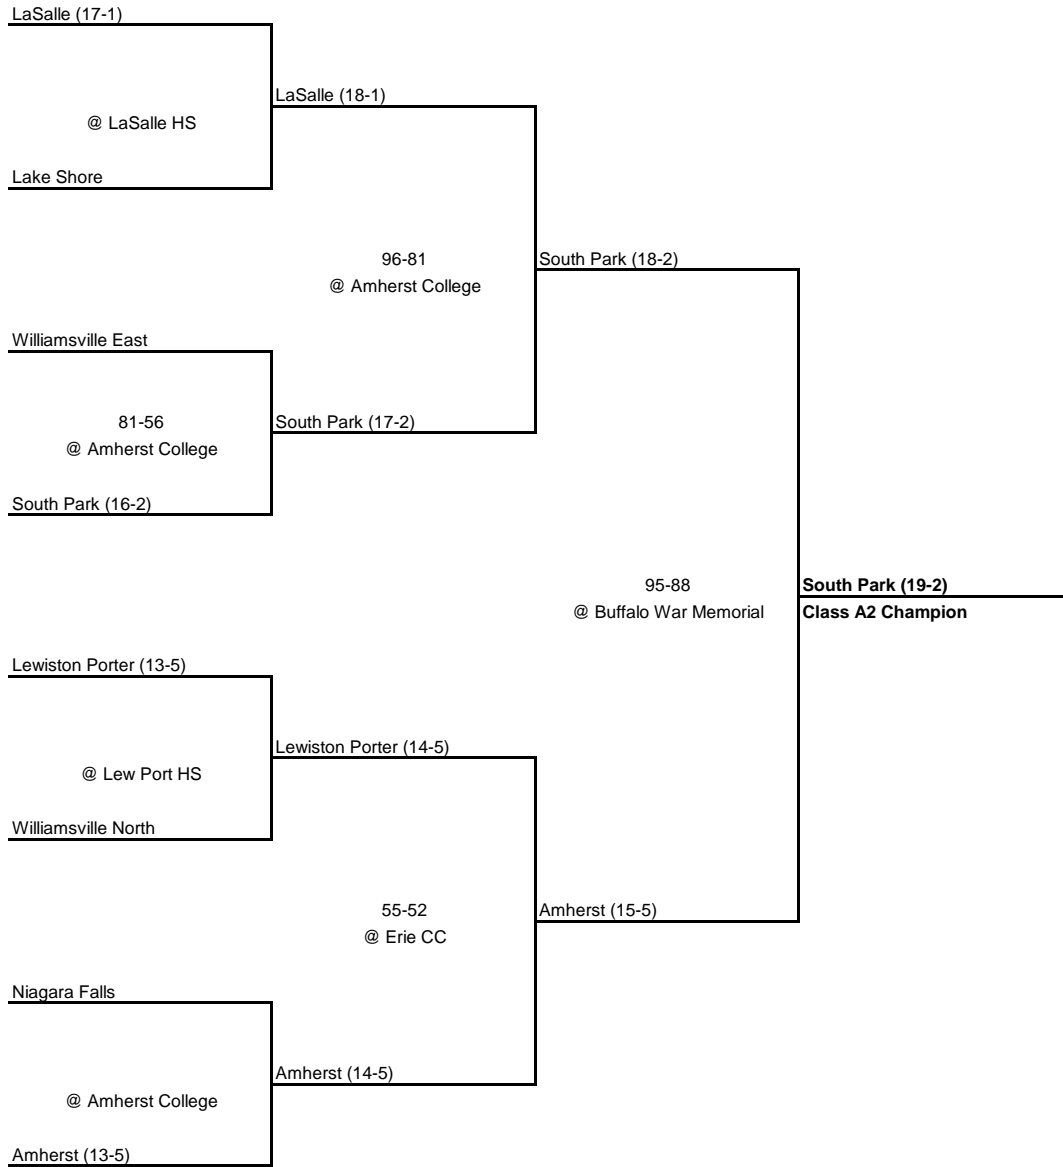 LaSalle (17-1)
LaSalle (18-1)
@ LaSalle HS
Lake Shore
96-81
@ Amherst College
South Park (18-2)
Williamsville East
81-56
@ Amherst College
South Park (17-2)
South Park (16-2)
95-88
@ Buffalo War Memorial
South Park (19-2)
Class A2 Champion
Lewiston Porter (13-5)
Lewiston Porter (14-5)
@ Lew Port HS
Williamsville North
55-52
@ Erie CC
Amherst (15-5)
Niagara Falls
Amherst (14-5)
@ Amherst College
Amherst (13-5)